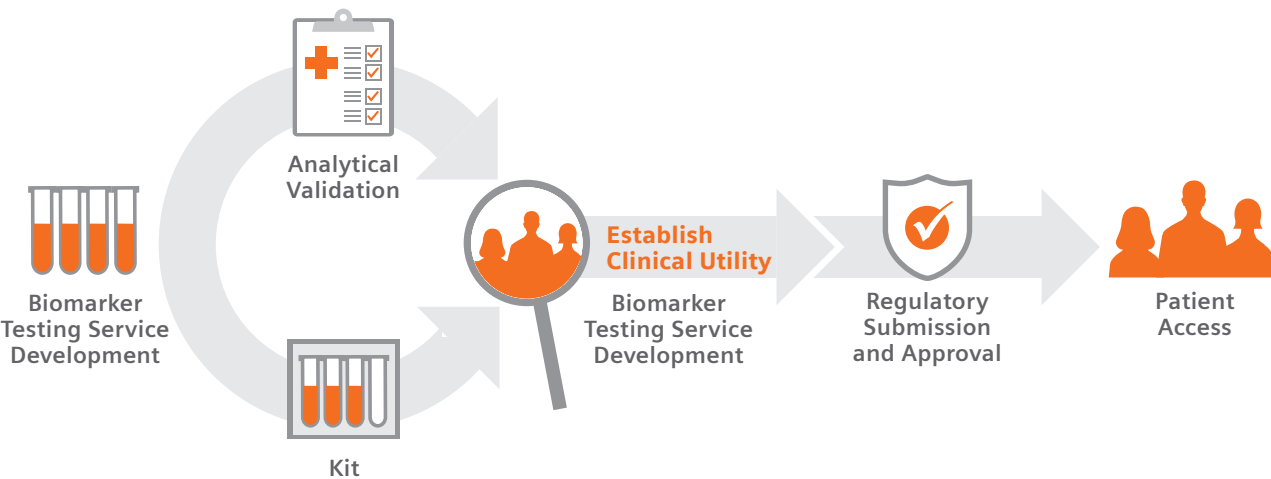 Analytical
Validation
Biomarker
Testing Service
Development
Kit
Establish
Clinical Utility
Biomarker
Testing Service
Development
Regulatory
Submission
and Approval
Patient
Access